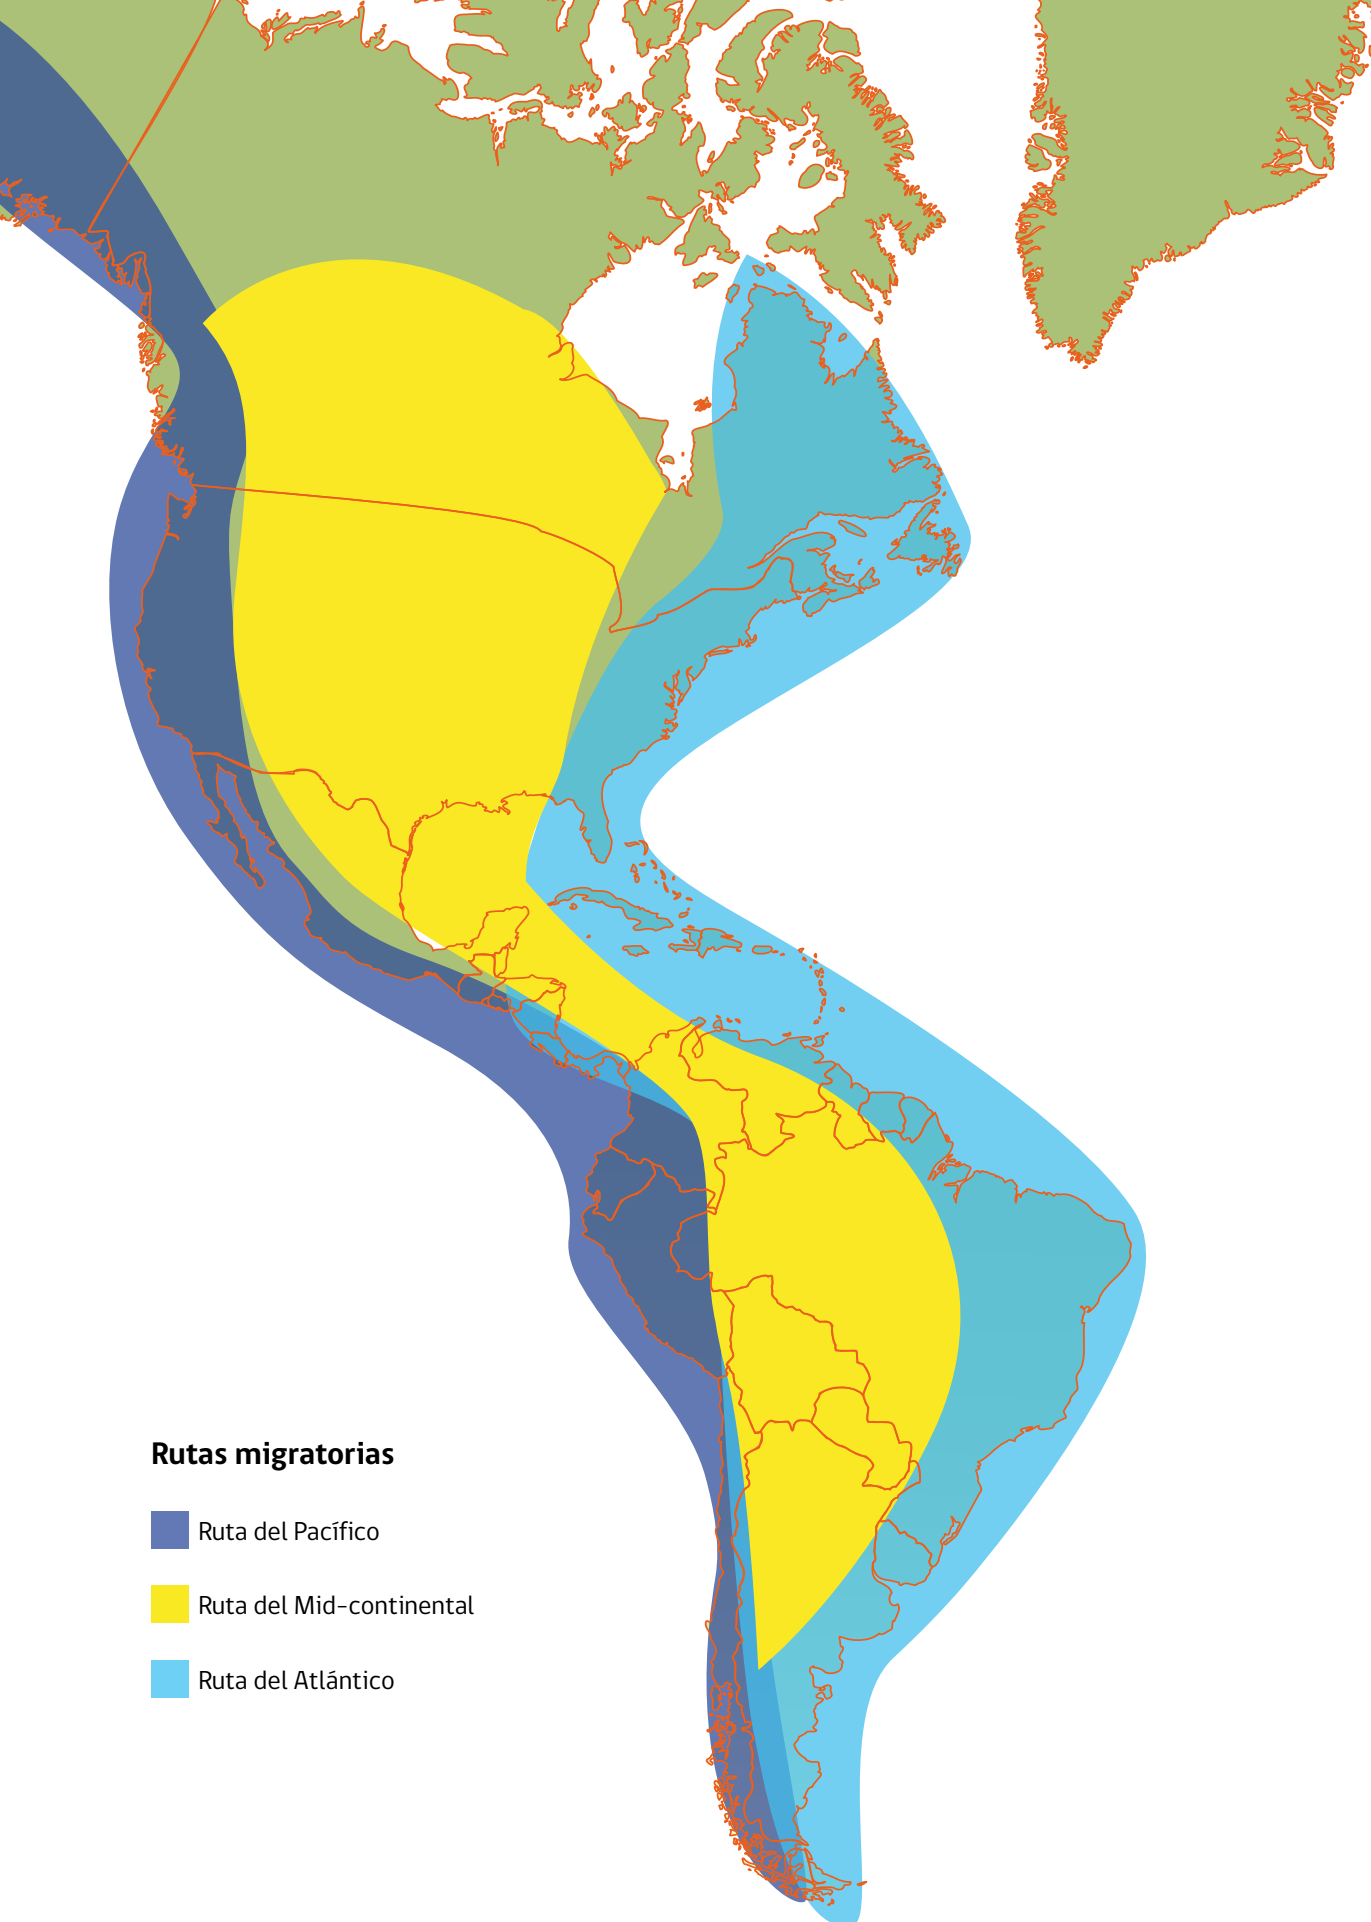 Rutas migratorias
Ruta del Pacífico
Ruta del Mid-continental
Ruta del Atlántico